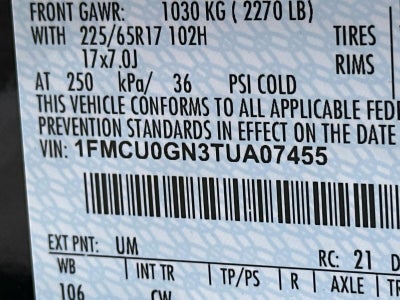 FRONT GAWR: 1030 KG ( 2270 LB)
WITH 225/65R17 102H TIRES
17x7.0J RIMS
AT 250 kPa/ 36 PSI COLD
THIS VEHICLE CONFORMS TO ALL APPLICABLE FEDE
PREVENTION STANDARDS IN EFFECT ON THE DATE
VIN: 1FMCU0GN3TUA07455
EXT PNT: UM RC: 21 D
WB INT TR TP/PS R AXLE TR
106 CW